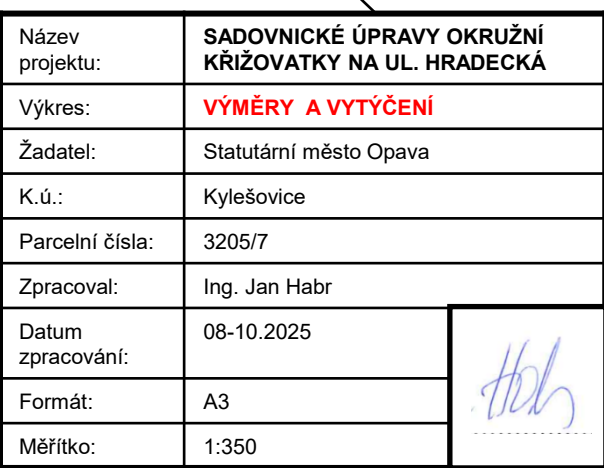 Název projektu: SADOVNICKÉ ÚPRAVY OKRUŽNÍ
KŘIŽOVATKY NA UL. HRADECKÁ
Výkres: VÝMĚRY A VYTÝČENÍ
Žadatel: Statutární město Opava
K.ú.: Kylešovice
Parcelní čísla: 3205/7
Zpracoval: Ing. Jan Habr
Datum zpracování: 08-10.2025
Formát: A3
Měřítko: 1:350